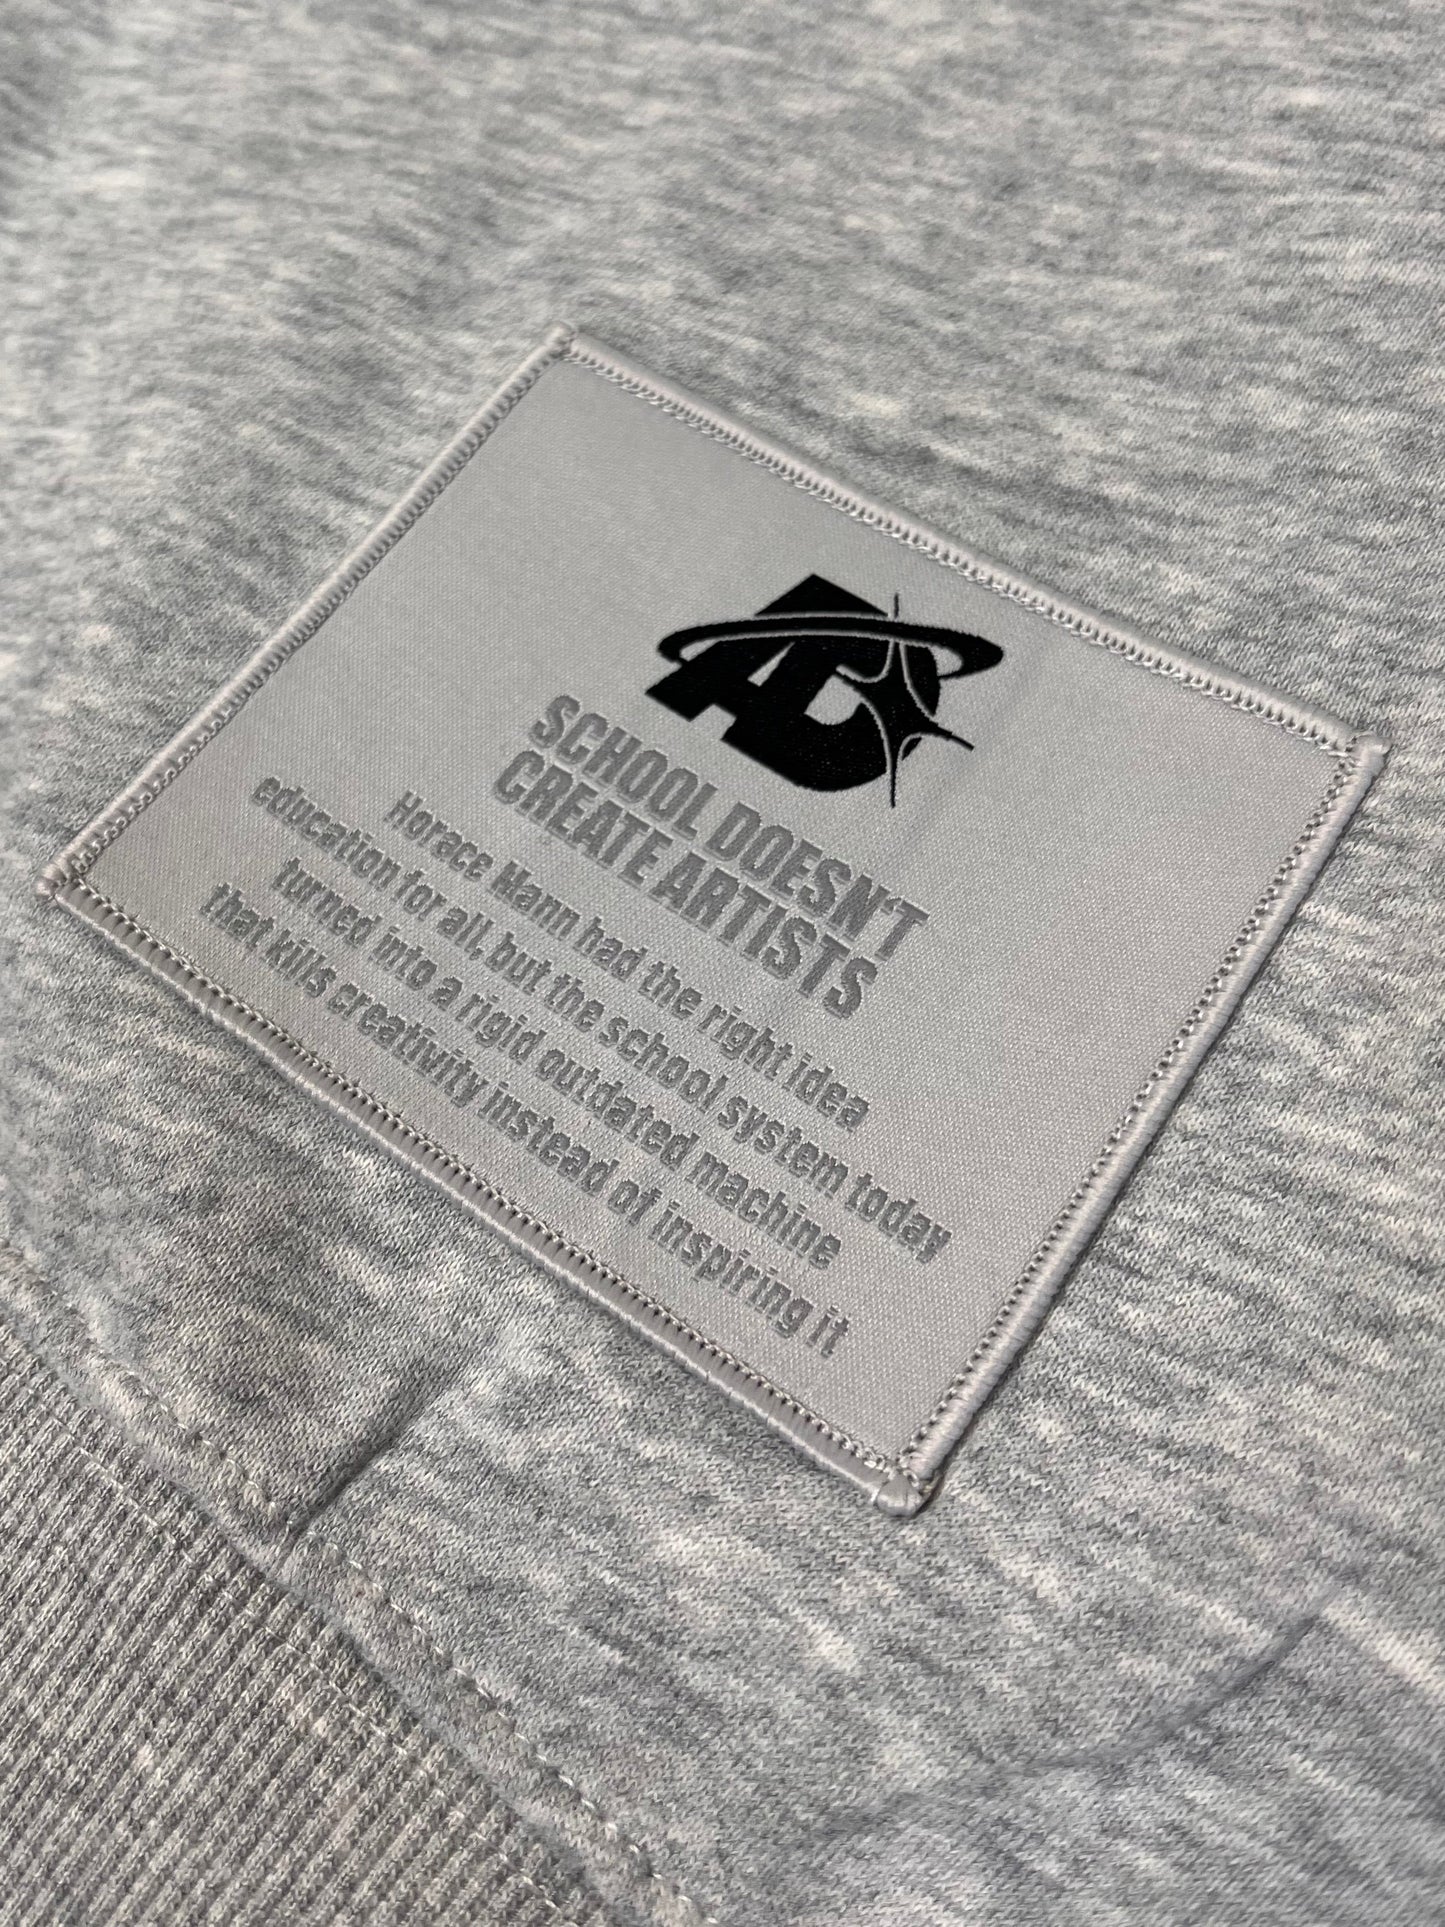 AD
SCHOOL DOESN'T
CREATE ARTISTS
Horace Mann had the right idea
education for all, but the school system today
turned into a rigid outdated machine
that kills creativity instead of inspiring it